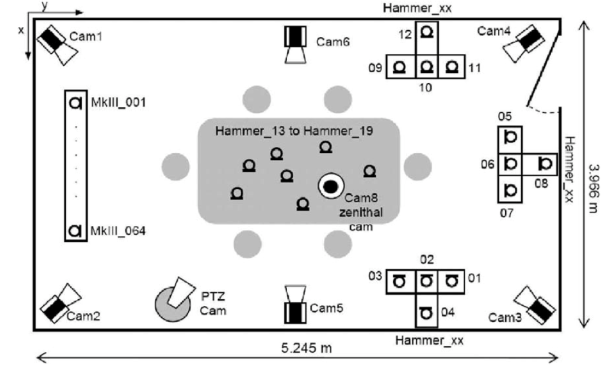 y
x
Hammer_xx
Cam1
Cam6
Cam4
12
09
11
10
MkIII_001
Hammer_13 to Hammer_19
05
06
08
07
Hammer_xx
3.966 m
Cam8
zenithal
cam
MkIII_064
02
03
01
04
PTZ
Cam
Cam2
Cam5
Cam3
Hammer_xx
5.245 m